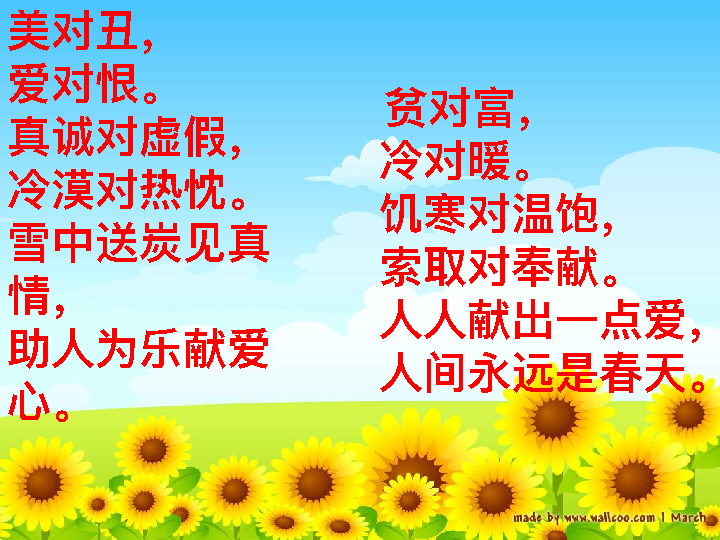 美对丑，
爱对恨。
真诚对虚假，
冷漠对热忱。
雪中送炭见真
情，
助人为乐献爱
心。
贫对富，
冷对暖。
饥寒对温饱，
索取对奉献。
人人献出一点爱，
人间永远是春天。
made by www.wallcoo.com | March